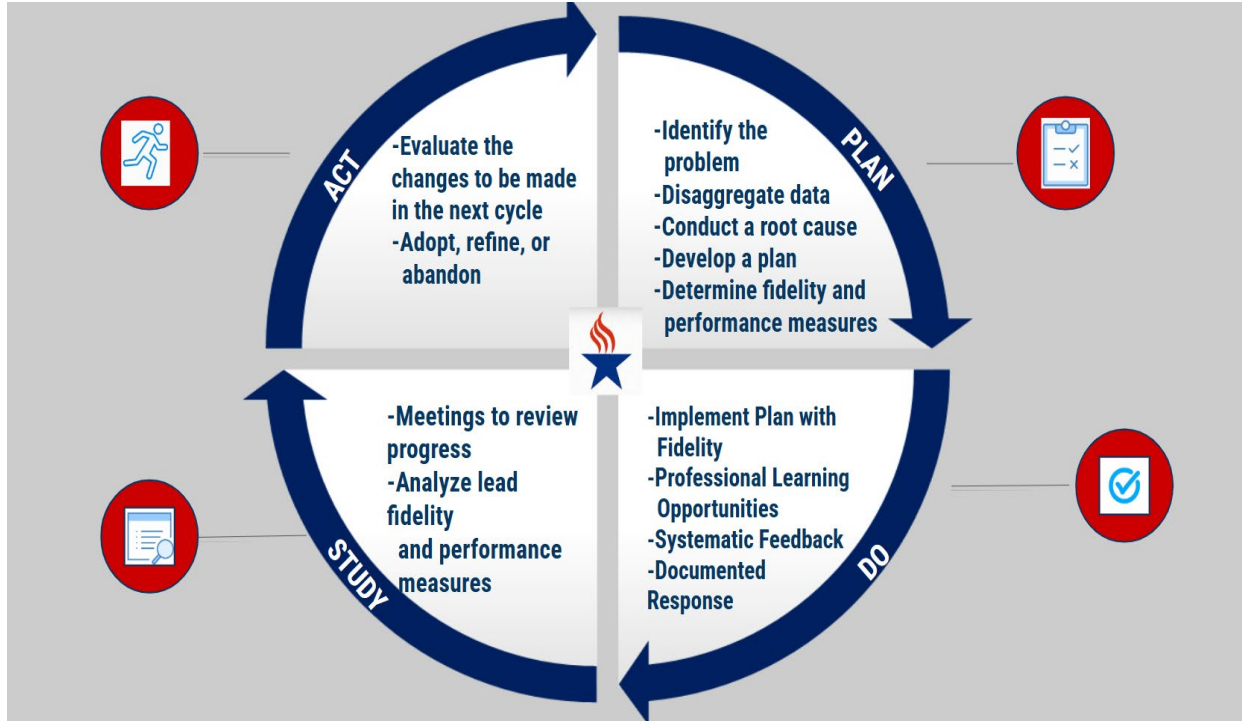 ACT
-Evaluate the
changes to be made
in the next cycle
-Adopt, refine, or
abandon
PLAN
-Identify the
problem
-Disaggregate data
-Conduct a root cause
-Develop a plan
-Determine fidelity and
performance measures
DO
-Implement Plan with
Fidelity
-Professional Learning
Opportunities
-Systematic Feedback
-Documented
Response
STUDY
-Meetings to review
progress
-Analyze lead
fidelity
and performance
measures